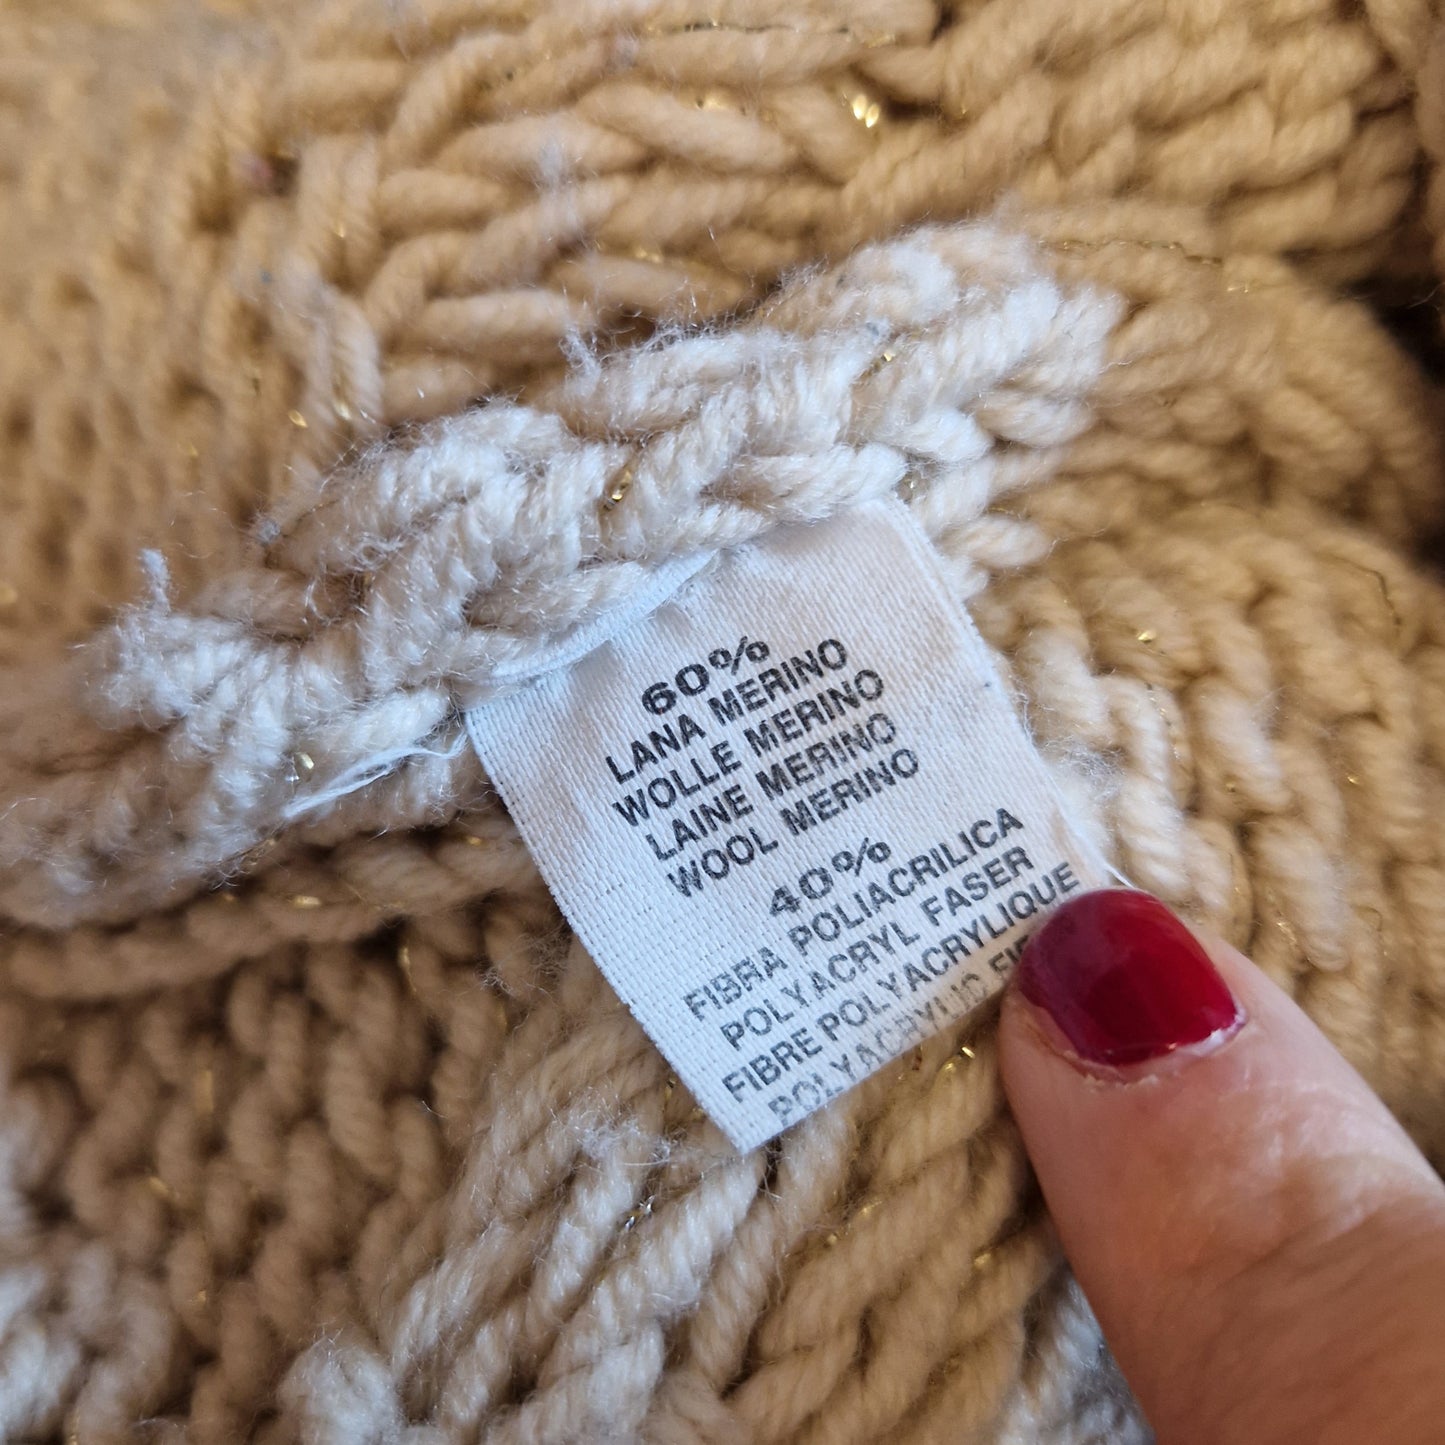 60%
LANA MERINO
WOLLE MERINO
LAINE MERINO
WOOL MERINO
40%
FIBRA POLIACRILICA
POLYACRYL FASER
FIBRE POLYACRYLIQUE
POLYACRYLIC